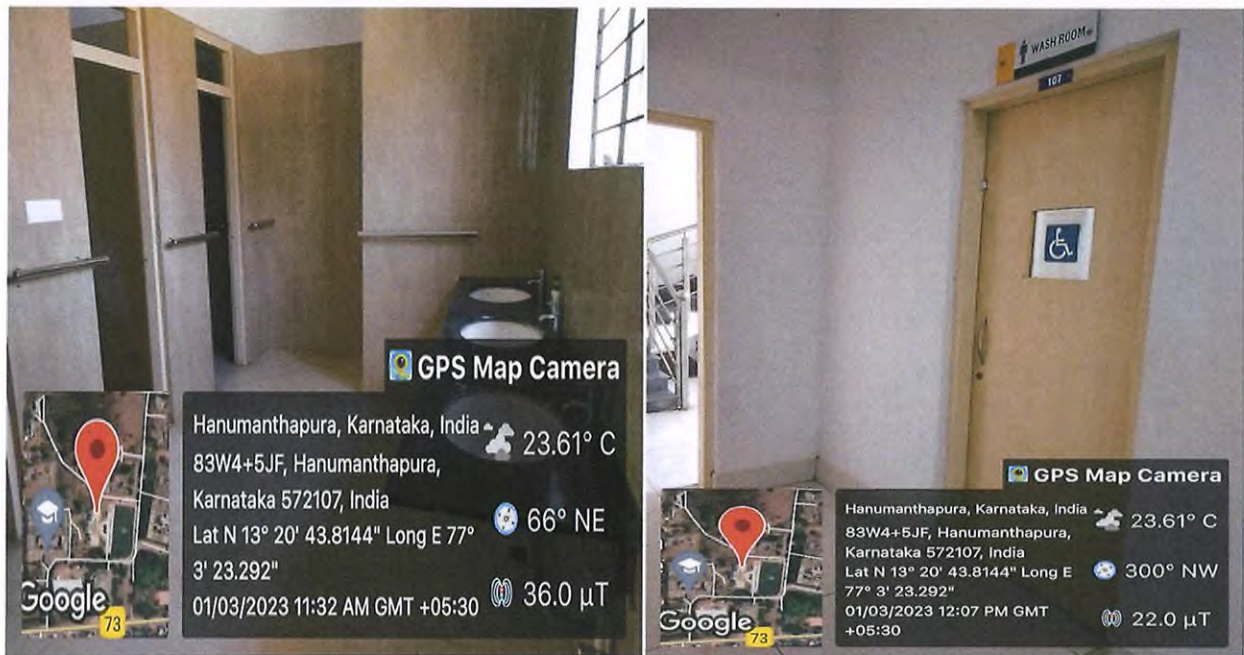 GPS Map Camera
Hanumanthapura, Karnataka, India
83W4+5JF, Hanumanthapura,
Karnataka 572107, India
Lat N 13° 20' 43.8144" Long E 77°
3' 23.292"
01/03/2023 11:32 AM GMT +05:30
23.61° C
66° NE
36.0 µT
Google
73
WASH ROOM
107
GPS Map Camera
Hanumanthapura, Karnataka, India
83W4+5JF, Hanumanthapura,
Karnataka 572107, India
Lat N 13° 20' 43.8144" Long E
77° 3' 23.292"
01/03/2023 12:07 PM GMT
+05:30
23.61° C
300° NW
22.0 µT
Google
73